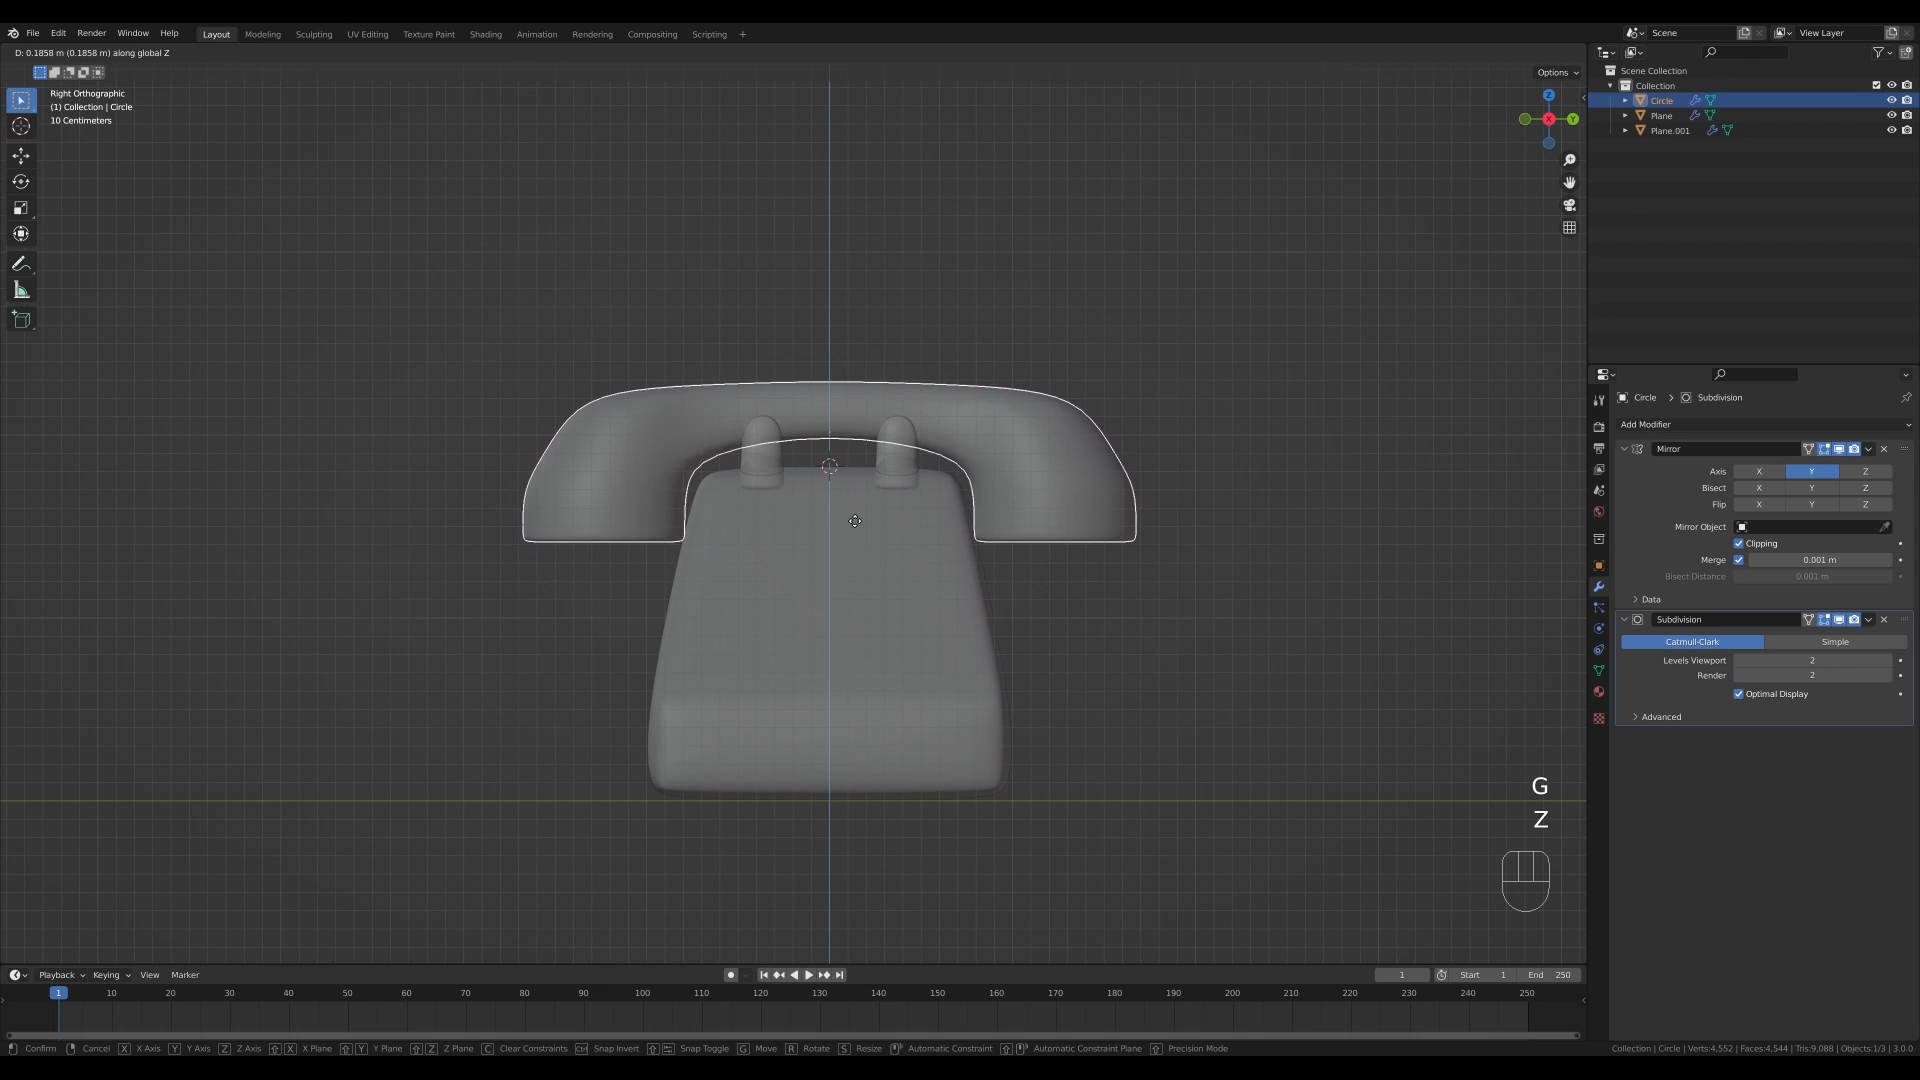 File Edit Render Window Help Layout Modeling Sculpting UV Editing Texture Paint Shading Animation Rendering Compositing Scripting + Scene View Layer
D: 0.1858 m (0.1858 m) along global Z
Options
Right Orthographic
(1) Collection | Circle
10 Centimeters
Z
X
Y
Scene Collection
Collection
Circle
Plane
Plane.001
Circle > Subdivision
Add Modifier
Mirror
Axis X Y Z
Bisect X Y Z
Flip X Y Z
Mirror Object
Clipping
Merge 0.001 m
Bisect Distance 0.001 m
Data
Subdivision
Catmull-Clark Simple
Levels Viewport 2
Render 2
Optimal Display
Advanced
G
Z
Playback Keying View Marker 1 Start 1 End 250
1 10 20 30 40 50 60 70 80 90 100 110 120 130 140 150 160 170 180 190 200 210 220 230 240 250
Confirm Cancel X X Axis Y Y Axis Z Z Axis X X Plane Y Y Plane Z Z Plane C Clear Constraints Ctrl Snap Invert Snap Toggle G Move R Rotate S Resize Automatic Constraint Automatic Constraint Plane Precision Mode Collection | Circle | Verts:4,552 | Faces:4,544 | Tris:9,088 | Objects:1/3 | 3.0.0